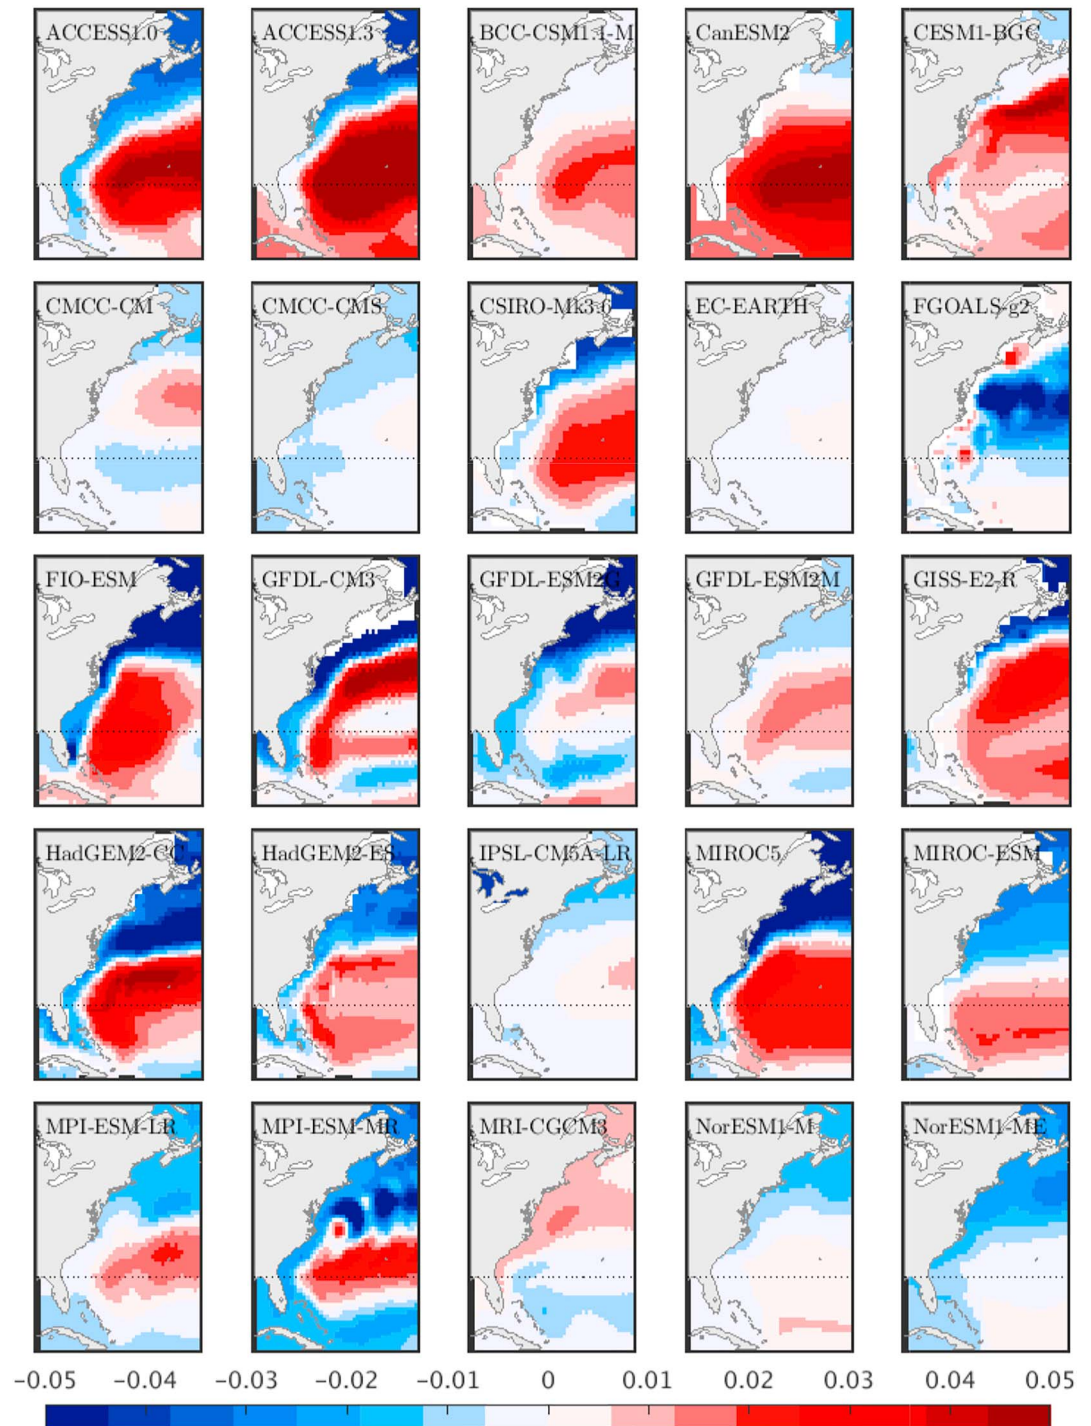 ACCESS1.0 ACCESS1.3 BCC-CSM1.1-M CanESM2 CESM1-BGC
CMCC-CM CMCC-CMS CSIRO-Mk3.6 EC-EARTH FGOALS-g2
FIO-ESM GFDL-CM3 GFDL-ESM2G GFDL-ESM2M GISS-E2-R
HadGEM2-CC HadGEM2-ES IPSL-CM5A-LR MIROC5 MIROC-ESM
MPI-ESM-LR MPI-ESM-MR MRI-CGCM3 NorESM1-M NorESM1-ME
−0.05 −0.04 −0.03 −0.02 −0.01 0 0.01 0.02 0.03 0.04 0.05